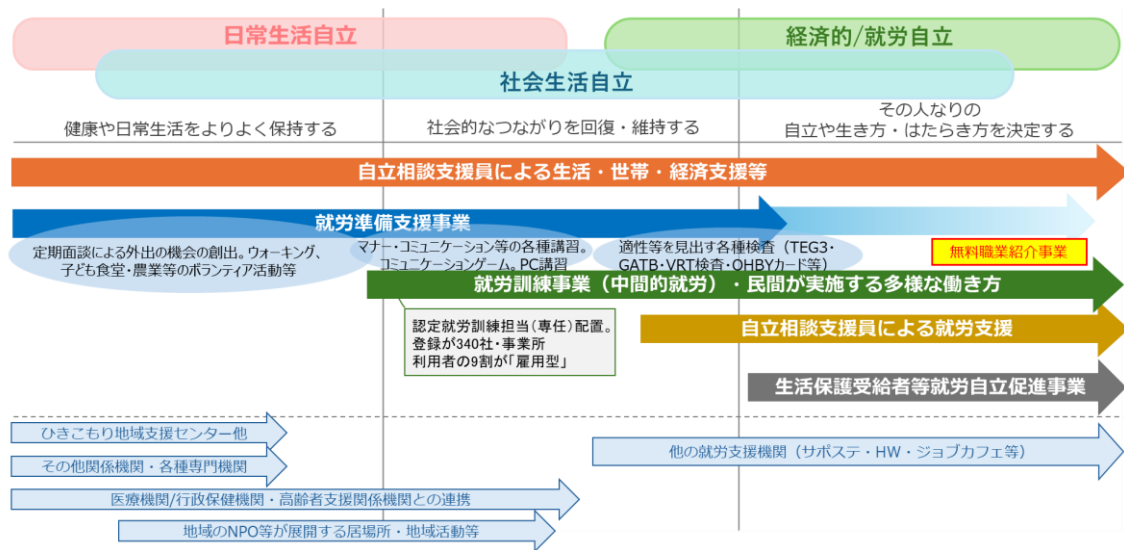 日常生活自立
経済的/就労自立
社会生活自立
健康や日常生活をよりよく保持する
社会的なつながりを回復・維持する
その人なりの
自立や生き方・はたらき方を決定する
自立相談支援員による生活・世帯・経済支援等
就労準備支援事業
定期面談による外出の機会の創出。ウォーキング、
子ども食堂・農業等のボランティア活動等
マナー・コミュニケーション等の各種講習。
コミュニケーションゲーム。PC講習
適性等を見出す各種検査（TEG3・
GATB・VRT検査・OHBYカード等）
無料職業紹介事業
就労訓練事業（中間的就労）・民間が実施する多様な働き方
認定就労訓練担当（専任）配置。
登録が340社・事業所
利用者の9割が「雇用型」
自立相談支援員による就労支援
生活保護受給者等就労自立促進事業
ひきこもり地域支援センター他
その他関係機関・各種専門機関
医療機関/行政保健機関・高齢者支援関係機関との連携
地域のNPO等が展開する居場所・地域活動等
他の就労支援機関（サポステ・HW・ジョブカフェ等）